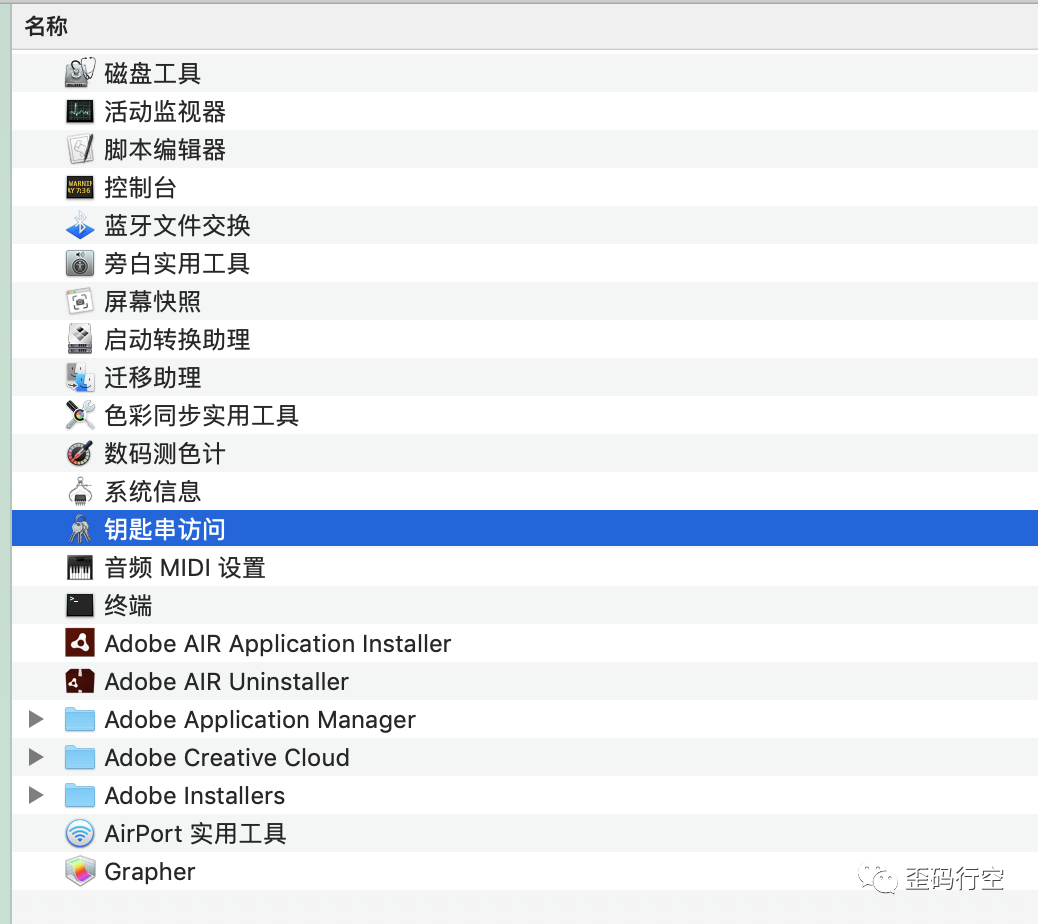 名称
磁盘工具
活动监视器
脚本编辑器
WARNIN
RY 7:36
控制台
蓝牙文件交换
旁白实用工具
屏幕快照
启动转换助理
迁移助理
色彩同步实用工具
数码测色计
系统信息
钥匙串访问
音频 MIDI 设置
终端
Adobe AIR Application Installer
Adobe AIR Uninstaller
Adobe Application Manager
Adobe Creative Cloud
Adobe Installers
AirPort 实用工具
Grapher
歪码行空